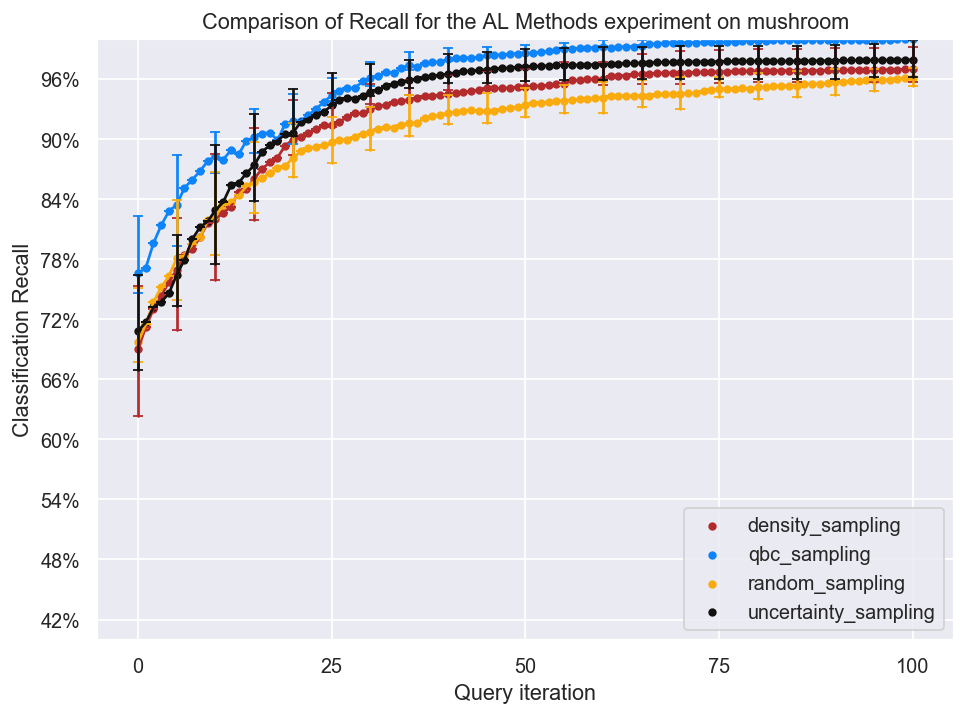 Comparison of Recall for the AL Methods experiment on mushroom
96%
90%
84%
78%
72%
66%
60%
54%
48%
42%
Classification Recall
density_sampling
qbc_sampling
random_sampling
uncertainty_sampling
0 25 50 75 100
Query iteration